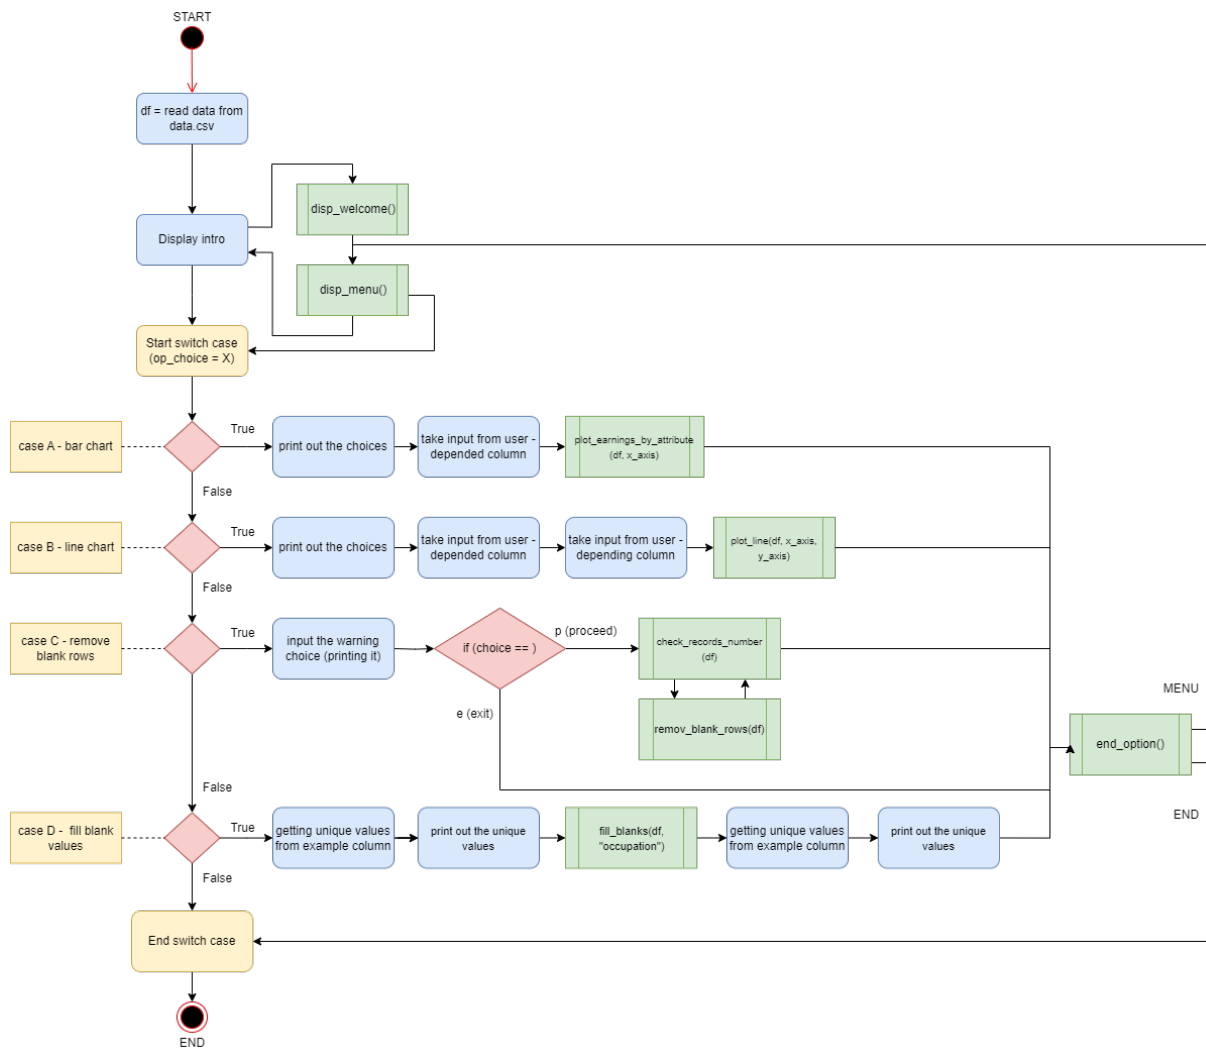 START
df = read data from
data.csv
disp_welcome()
Display intro
disp_menu()
Start switch case
(op_choice = X)
case A - bar chart
True
print out the choices
take input from user -
depended column
plot_earnings_by_attribute
(df, x_axis)
False
case B - line chart
True
print out the choices
take input from user -
depended column
take input from user -
depending column
plot_line(df, x_axis,
y_axis)
False
case C - remove
blank rows
True
input the warning
choice (printing it)
if (choice == )
p (proceed)
check_records_number
(df)
e (exit)
remov_blank_rows(df)
MENU
end_option()
END
False
case D -  fill blank
values
True
getting unique values
from example column
print out the unique
values
fill_blanks(df,
"occupation")
getting unique values
from example column
print out the unique
values
False
End switch case
END